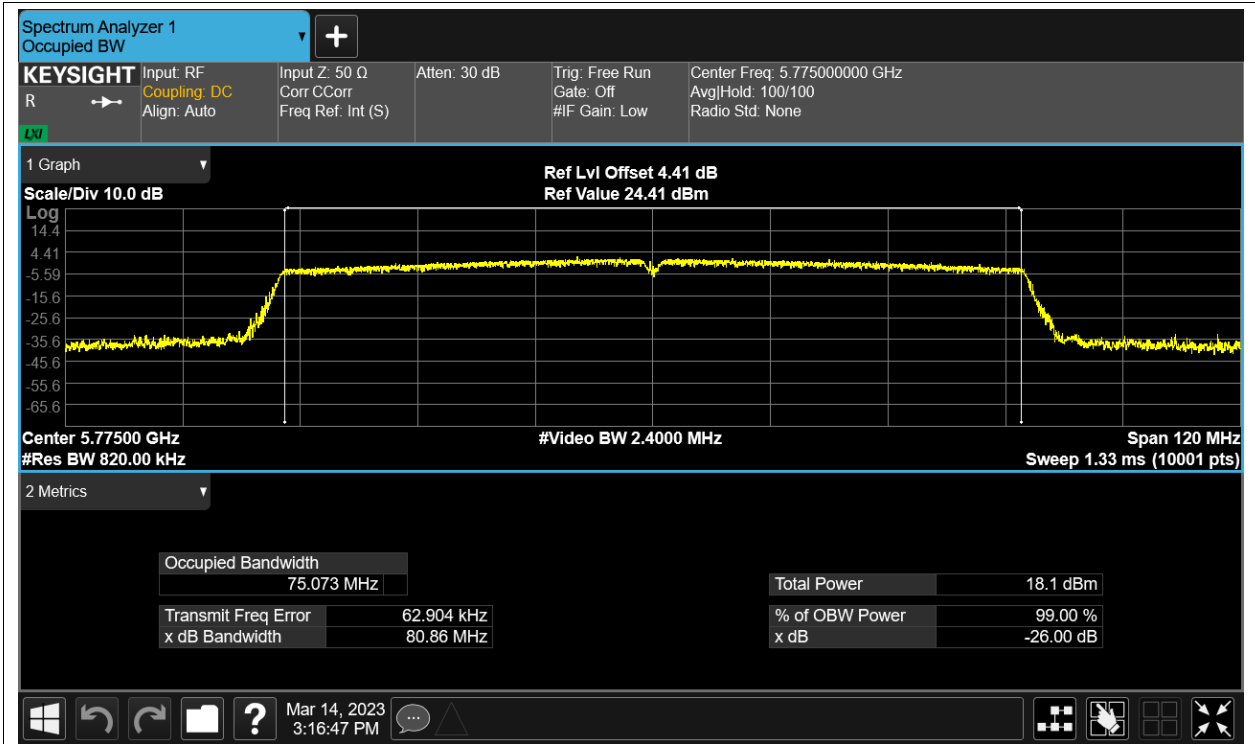 Spectrum Analyzer 1
Occupied BW
KEYSIGHT
R
LXI
Input: RF
Coupling: DC
Align: Auto
Input Z: 50 Ω
Corr CCorr
Freq Ref: Int (S)
Atten: 30 dB
Trig: Free Run
Gate: Off
#IF Gain: Low
Center Freq: 5.775000000 GHz
Avg|Hold: 100/100
Radio Std: None
1 Graph
Scale/Div 10.0 dB
Ref Lvl Offset 4.41 dB
Ref Value 24.41 dBm
Log
14.4
4.41
-5.59
-15.6
-25.6
-35.6
-45.6
-55.6
-65.6
Center 5.77500 GHz
#Video BW 2.4000 MHz
Span 120 MHz
#Res BW 820.00 kHz
Sweep 1.33 ms (10001 pts)
2 Metrics
Occupied Bandwidth
75.073 MHz
Transmit Freq Error 62.904 kHz
x dB Bandwidth 80.86 MHz
Total Power 18.1 dBm
% of OBW Power 99.00 %
x dB -26.00 dB
?
Mar 14, 2023
3:16:47 PM